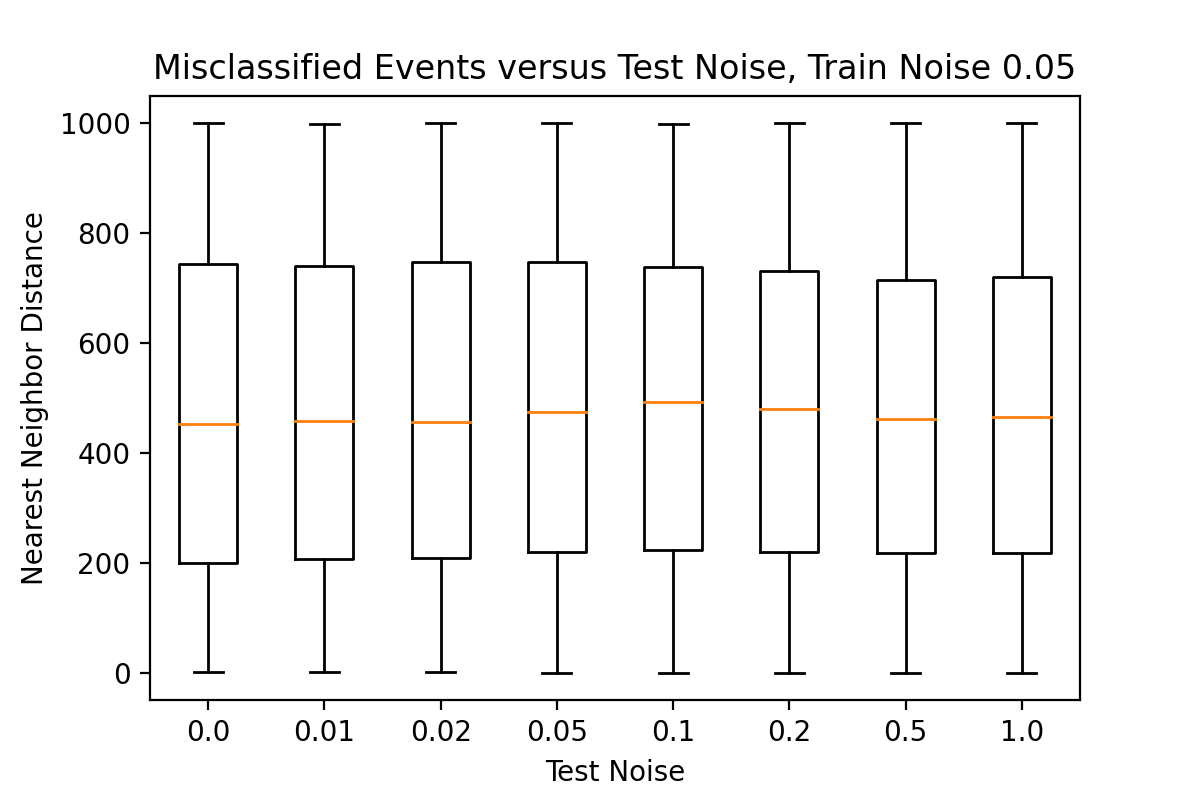 Misclassified Events versus Test Noise, Train Noise 0.05
Nearest Neighbor Distance
1000
800
600
400
200
0
0.0 0.01 0.02 0.05 0.1 0.2 0.5 1.0
Test Noise